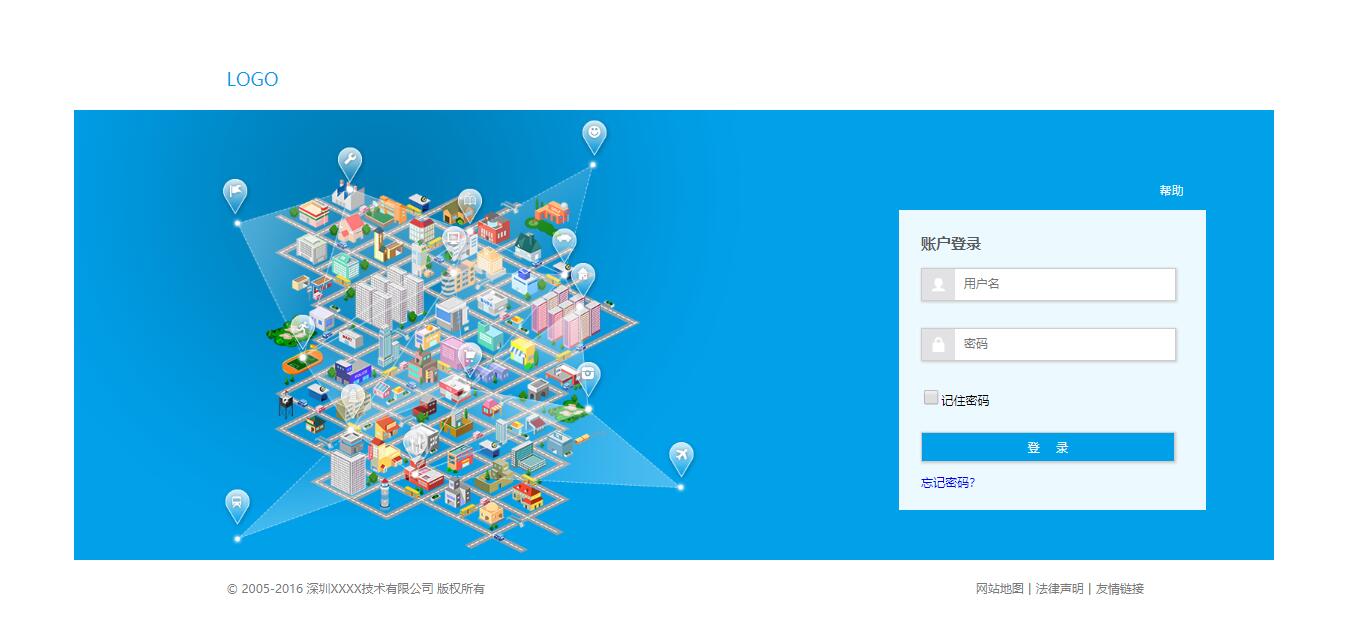 LOGO
帮助
账户登录
用户名
密码
记住密码
登 录
忘记密码?
© 2005-2016 深圳XXXX技术有限公司 版权所有
网站地图 | 法律声明 | 友情链接